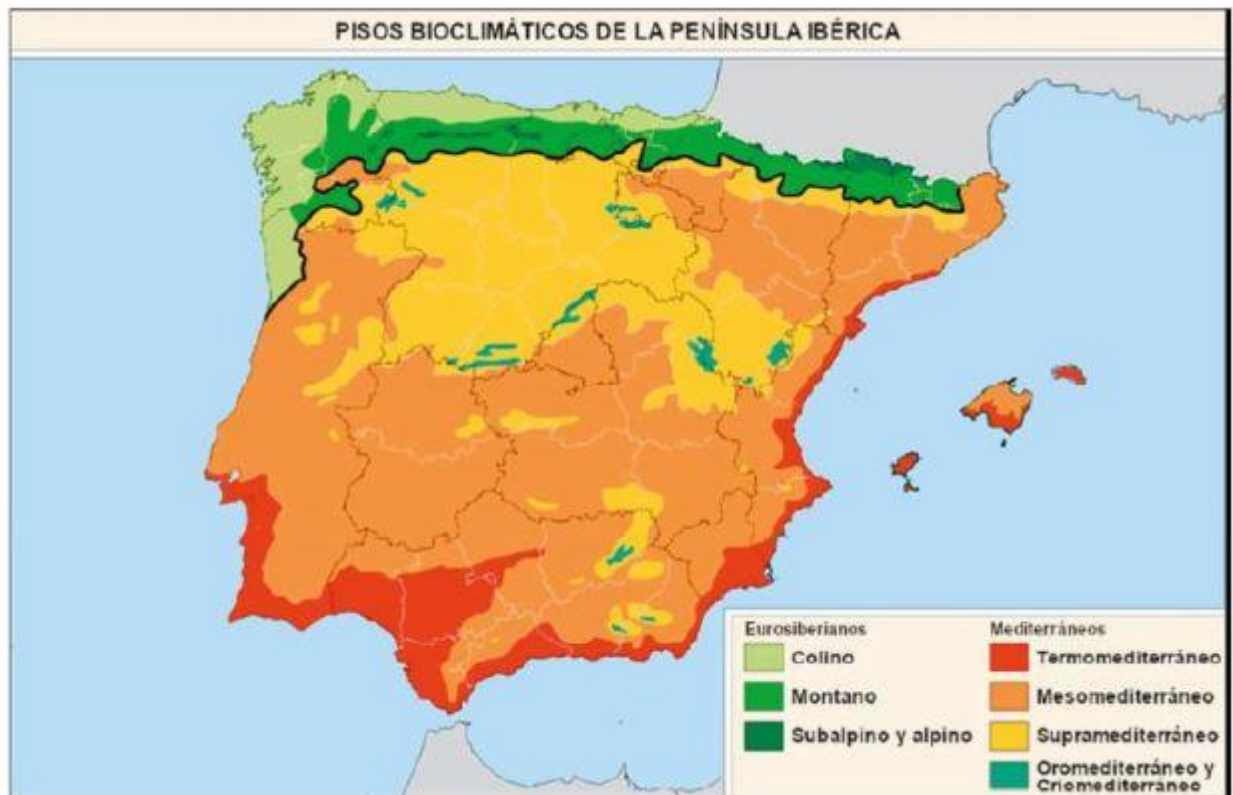 PISOS BIOCLIMÁTICOS DE LA PENÍNSULA IBÉRICA
Eurosiberianos
Colino
Montano
Subalpino y alpino
Mediterráneos
Termomediterráneo
Mesomediterráneo
Supramediterráneo
Oromediterráneo y
Criomediterráneo